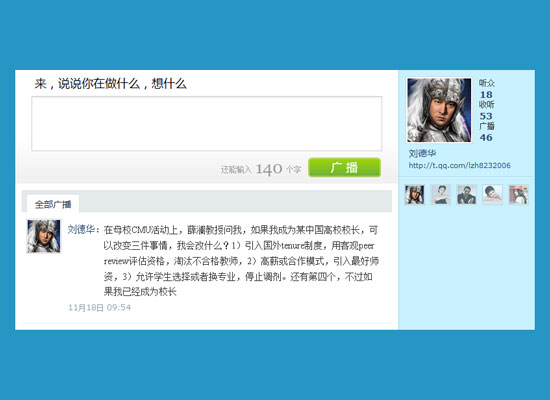 来，说说你在做什么，想什么
还能输入 140 个字
广 播
全部广播
刘德华：在母校CMU活动上，薛澜教授问我，如果我成为某中国高校校长，可
以改变三件事情，我会改什么？1）引入国外tenure制度，用客观peer
review评估资格，淘汰不合格教师，2）高薪或合作模式，引入最好师
资，3）允许学生选择或者换专业，停止调剂。还有第四个，不过如
果我已经成为校长
11月18日 09:54
听众
18
收听
53
广播
46
刘德华
http://t.qq.com/lzh8232006